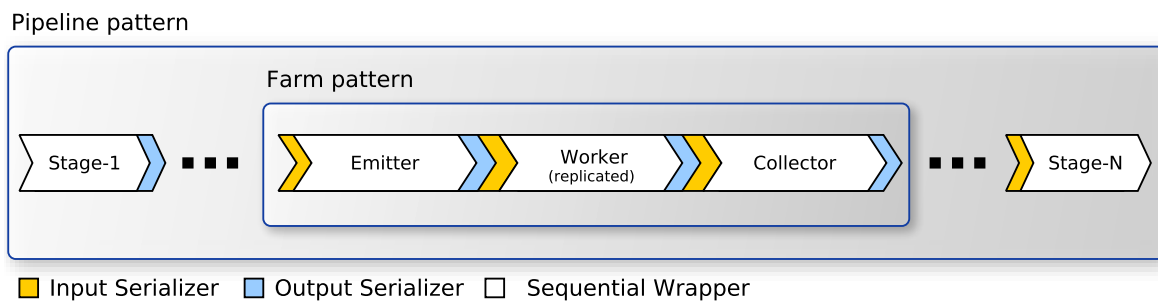 Pipeline pattern
Farm pattern
Stage-1
Emitter
Worker
(replicated)
Collector
Stage-N
Input Serializer
Output Serializer
Sequential Wrapper